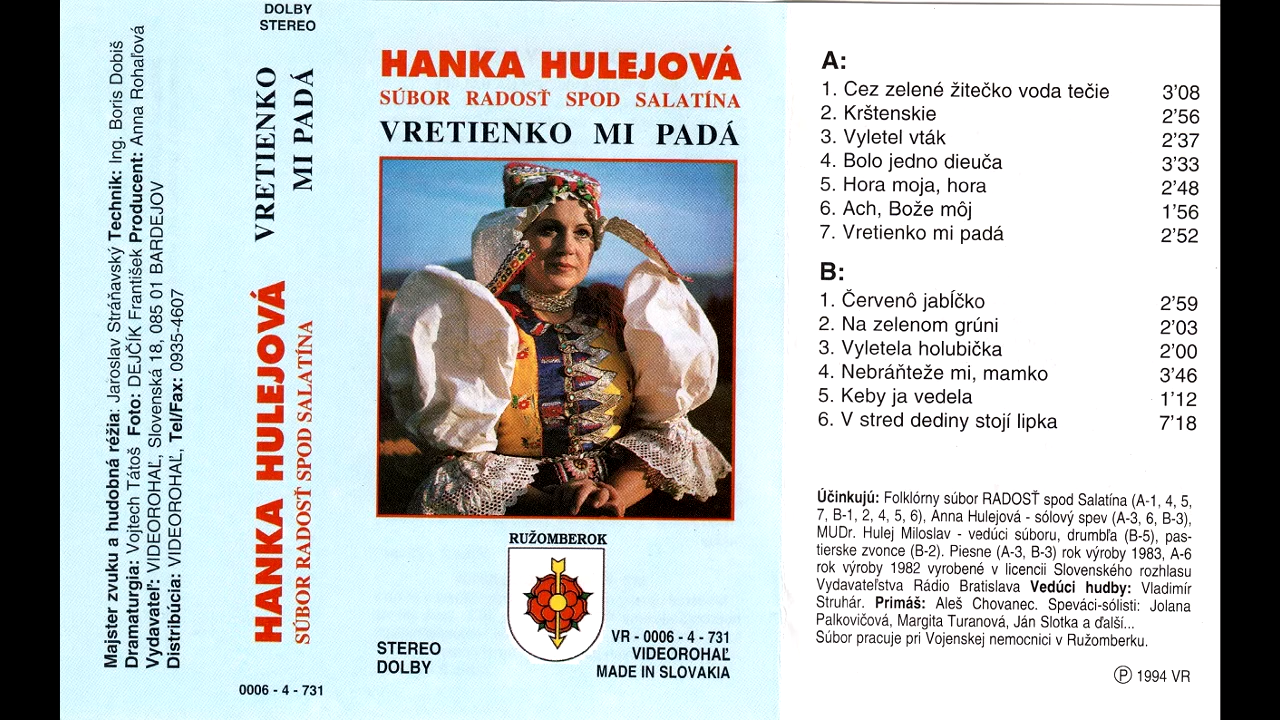 Majster zvuku a hudobná réžia: Jaroslav Stráňavský Technik: Ing. Boris Dobiš
Dramaturgia: Vojtech Tátoš Foto: DEJČÍK František Producent: Anna Rohaľová
Vydavateľ: VIDEOROHAĽ, Slovenská 18, 085 01 BARDEJOV
Distribúcia: VIDEOROHAĽ, Tel/Fax: 0935-4607
DOLBY
STEREO
VRETIENKO
MI PADÁ
HANKA HULEJOVÁ
SÚBOR RADOSŤ SPOD SALATÍNA
0006 - 4 - 731
HANKA HULEJOVÁ
SÚBOR RADOSŤ SPOD SALATÍNA
VRETIENKO MI PADÁ
RUŽOMBEROK
STEREO
DOLBY
VR - 0006 - 4 - 731
VIDEOROHAĽ
MADE IN SLOVAKIA
A:
1. Cez zelené žitečko voda tečie 3'08
2. Krštenskie 2'56
3. Vyletel vták 2'37
4. Bolo jedno dieuča 3'33
5. Hora moja, hora 2'48
6. Ach, Bože môj 1'56
7. Vretienko mi padá 2'52
B:
1. Červenô jabĺčko 2'59
2. Na zelenom grúni 2'03
3. Vyletela holubička 2'00
4. Nebráňteže mi, mamko 3'46
5. Keby ja vedela 1'12
6. V stred dediny stojí lipka 7'18
Účinkujú: Folklórny súbor RADOSŤ spod Salatína (A-1, 4, 5,
7, B-1, 2, 4, 5, 6), Anna Hulejová - sólový spev (A-3, 6, B-3),
MUDr. Hulej Miloslav - vedúci súboru, drumbľa (B-5), pas-
tierske zvonce (B-2). Piesne (A-3, B-3) rok výroby 1983, A-6
rok výroby 1982 vyrobené v licencii Slovenského rozhlasu
Vydavateľstva Rádio Bratislava Vedúci hudby: Vladimír
Struhár. Primáš: Aleš Chovanec. Speváci-sólisti: Jolana
Palkovičová, Margita Turanová, Ján Slotka a ďalší...
Súbor pracuje pri Vojenskej nemocnici v Ružomberku.
Ⓟ 1994 VR